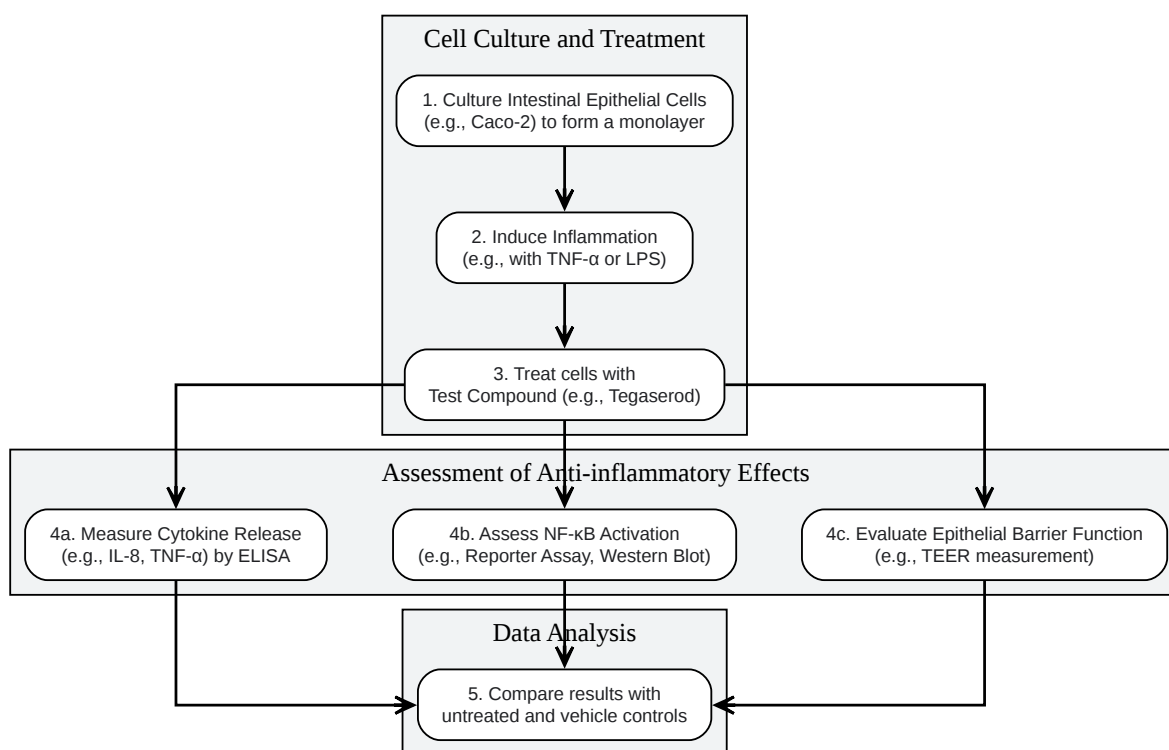 Cell Culture and Treatment
1. Culture Intestinal Epithelial Cells
(e.g., Caco-2) to form a monolayer
2. Induce Inflammation
(e.g., with TNF-α or LPS)
3. Treat cells with
Test Compound (e.g., Tegaserod)
Assessment of Anti-inflammatory Effects
4a. Measure Cytokine Release
(e.g., IL-8, TNF-α) by ELISA
4b. Assess NF-κB Activation
(e.g., Reporter Assay, Western Blot)
4c. Evaluate Epithelial Barrier Function
(e.g., TEER measurement)
Data Analysis
5. Compare results with
untreated and vehicle controls